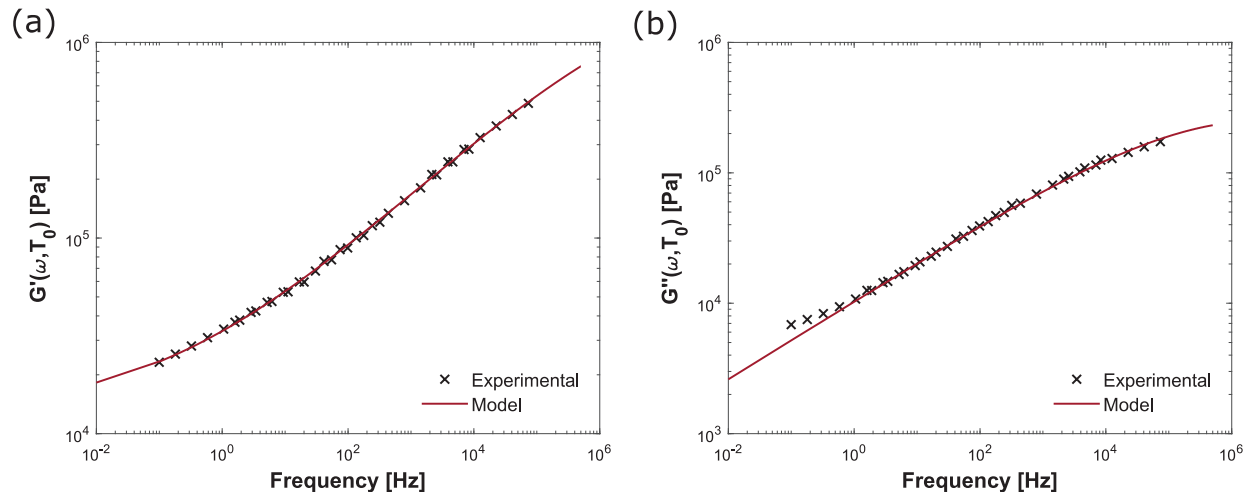 (a)
10^6
10^5
10^4
G'(ω,T_0) [Pa]
Experimental
Model
10^-2 10^0 10^2 10^4 10^6
Frequency [Hz]
(b)
10^6
10^5
10^4
10^3
G''(ω,T_0) [Pa]
Experimental
Model
10^-2 10^0 10^2 10^4 10^6
Frequency [Hz]